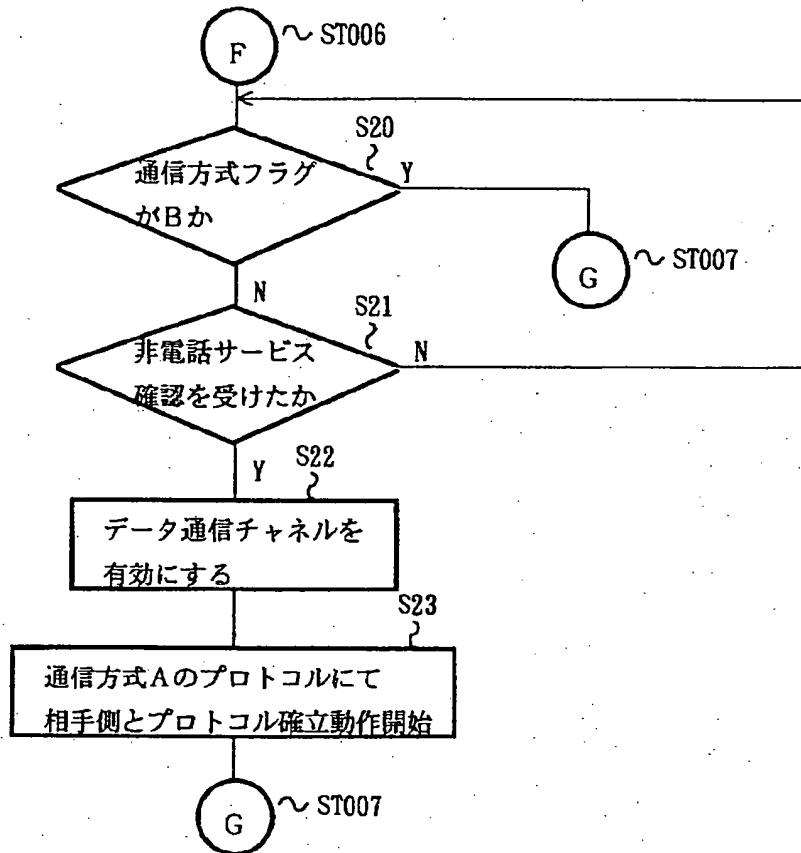 F
ST006
S20
通信方式フラグ
がBか
Y
G
ST007
N
S21
非電話サービス
確認を受けたか
N
Y
S22
データ通信チャネルを
有効にする
S23
通信方式Aのプロトコルにて
相手側とプロトコル確立動作開始
G
ST007